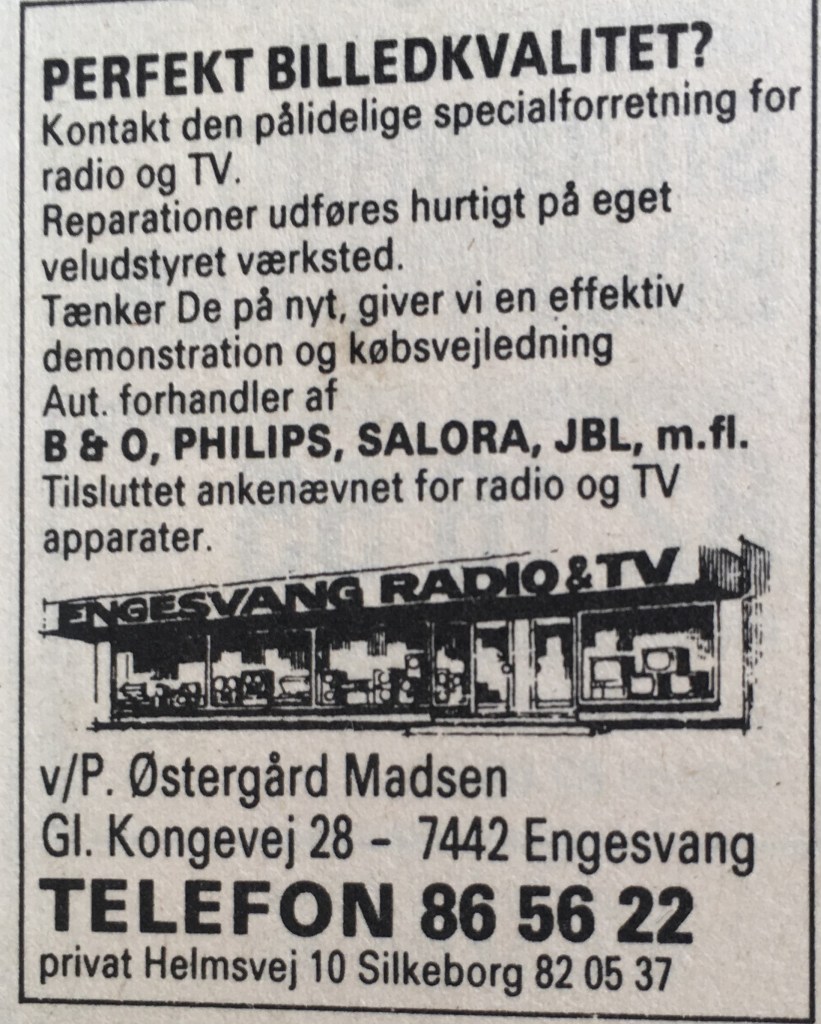 PERFEKT BILLEDKVALITET?
Kontakt den pålidelige specialforretning for
radio og TV.
Reparationer udføres hurtigt på eget
veludstyret værksted.
Tænker De på nyt, giver vi en effektiv
demonstration og købsvejledning
Aut. forhandler af
B & O, PHILIPS, SALORA, JBL, m.fl.
Tilsluttet ankenævnet for radio og TV
apparater.
ENGESVANG RADIO & TV
v/P. Østergård Madsen
Gl. Kongevej 28 - 7442 Engesvang
TELEFON 86 56 22
privat Helmsvej 10 Silkeborg 82 05 37